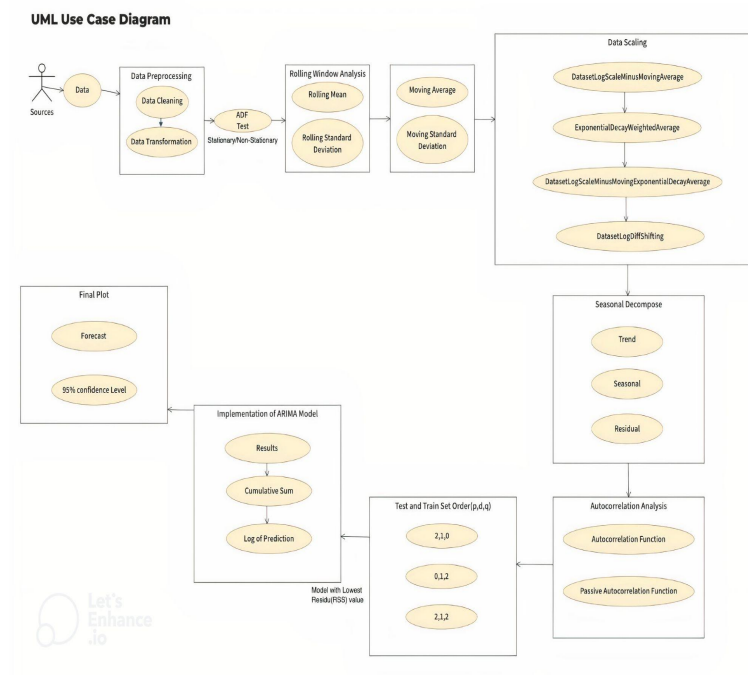 UML Use Case Diagram
Sources
Data
Data Preprocessing
Data Cleaning
Data Transformation
ADF
Test
Stationary/Non-Stationary
Rolling Window Analysis
Rolling Mean
Rolling Standard
Deviation
Moving Average
Moving Standard
Deviation
Data Scaling
DatasetLogScaleMinusMovingAverage
ExponentialDecayWeightedAverage
DatasetLogScaleMinusMovingExponentialDecayAverage
DatasetLogDiffShifting
Seasonal Decompose
Trend
Seasonal
Residual
Autocorrelation Analysis
Autocorrelation Function
Passive Autocorrelation Function
Test and Train Set Order(p,d,q)
2,1,0
0,1,2
2,1,2
Model with Lowest
Residu(RSS) value
Implementation of ARIMA Model
Results
Cumulative Sum
Log of Prediction
Final Plot
Forecast
95% confidence Level
Let's
Enhance
.io